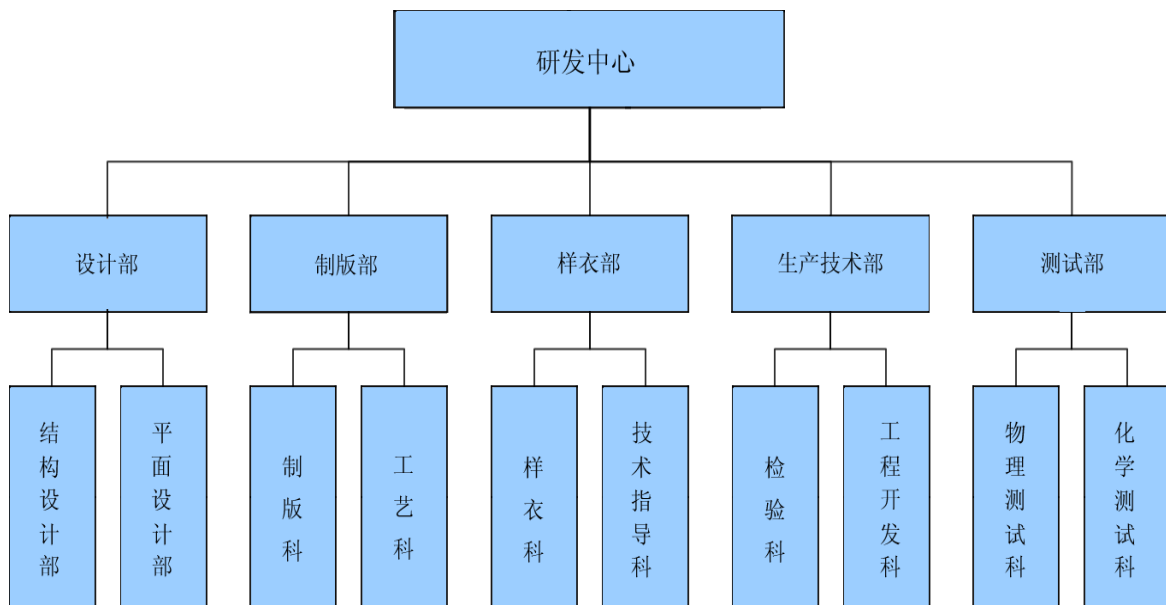 研发中心
设计部
制版部
样衣部
生产技术部
测试部
结构设计部
平面设计部
制版科
工艺科
样衣科
技术指导科
检验科
工程开发科
物理测试科
化学测试科